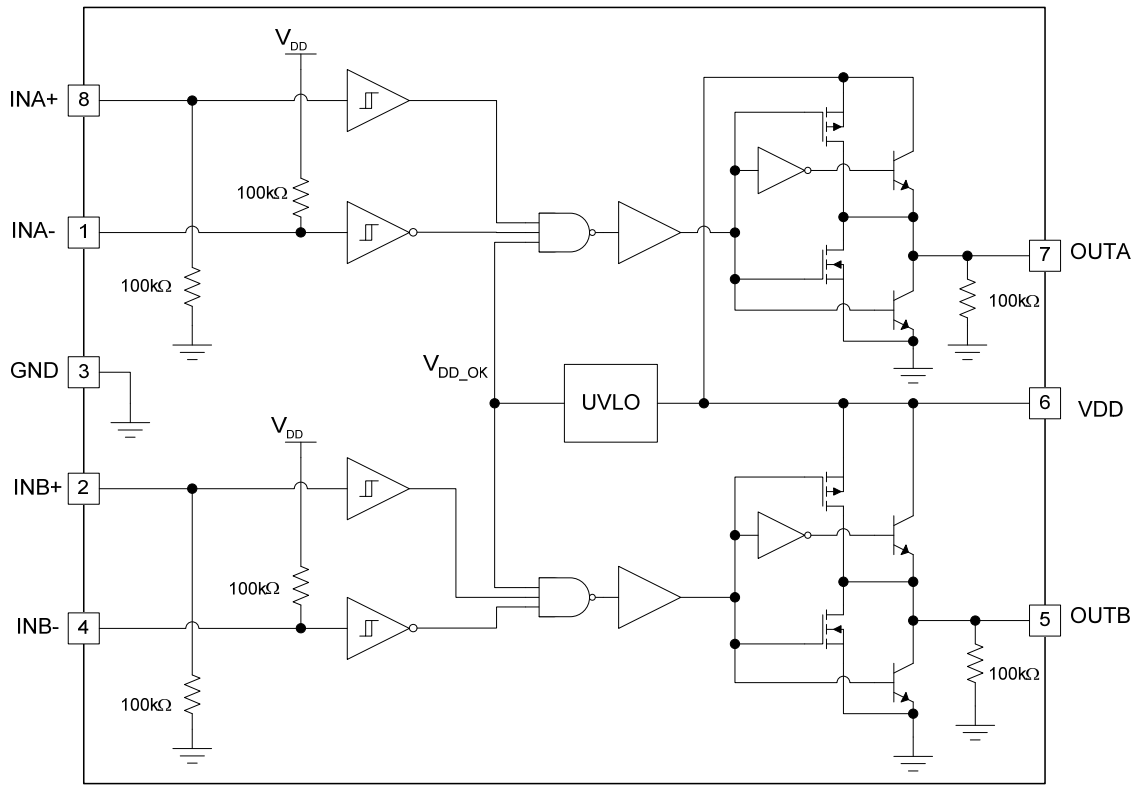 VDD
INA+ 8
100kΩ
INA- 1
100kΩ
7 OUTA
100kΩ
GND 3
VDD_OK
UVLO
6 VDD
VDD
INB+ 2
100kΩ
INB- 4
5 OUTB
100kΩ
100kΩ